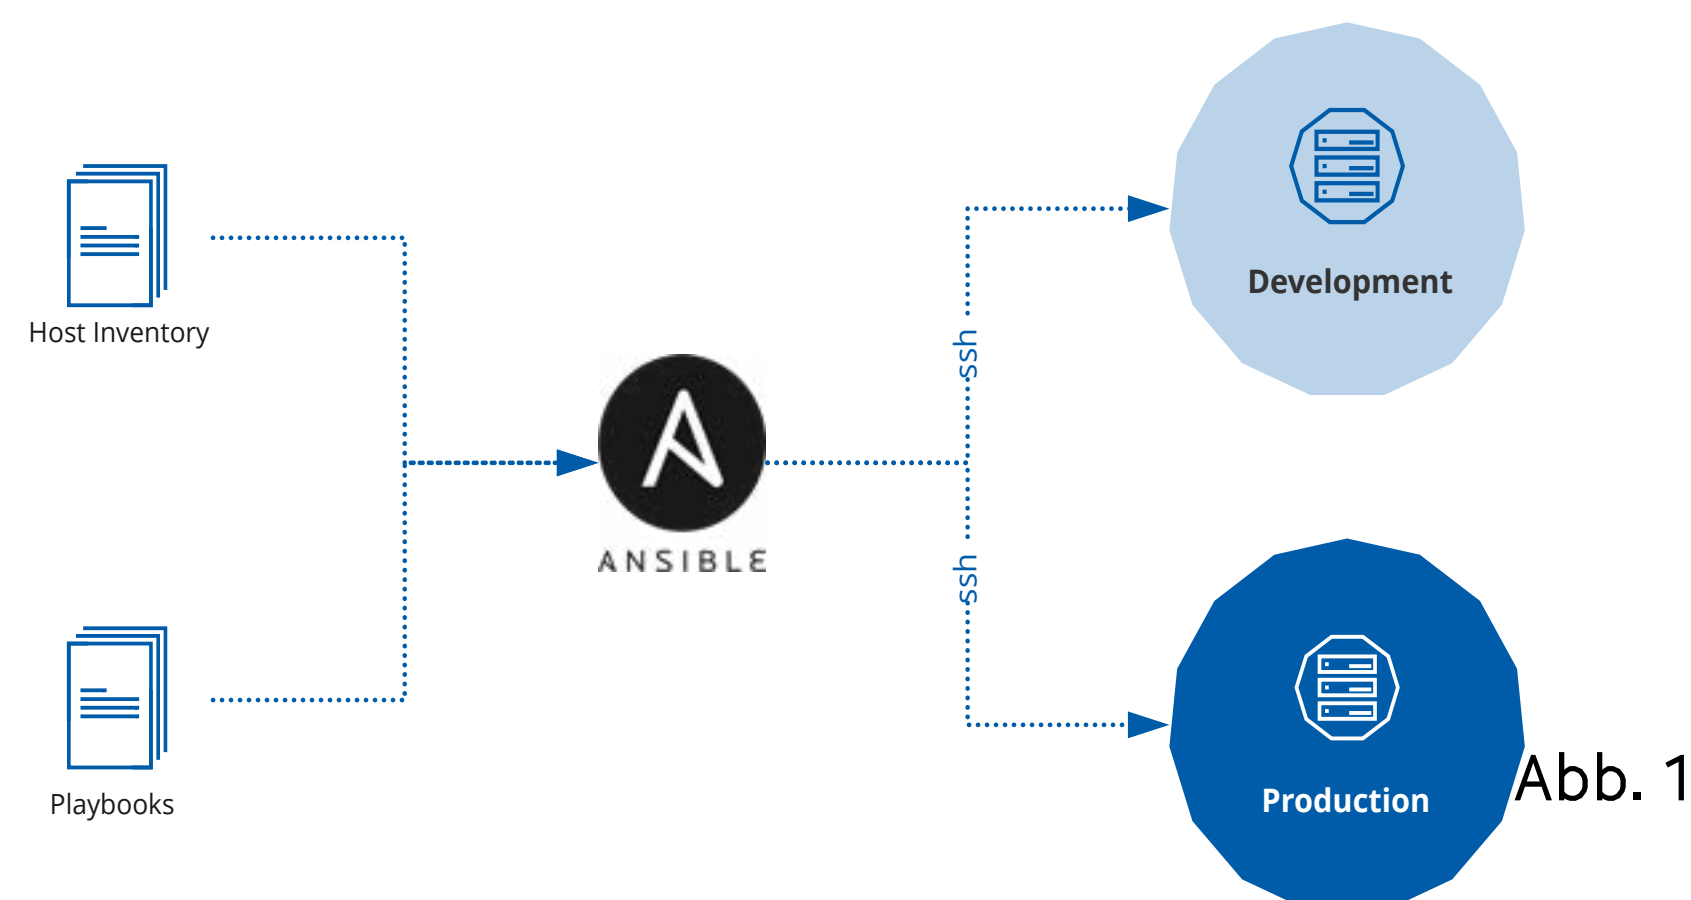 Host Inventory
Playbooks
ANSIBLE
ssh
ssh
Development
Production
Abb. 1